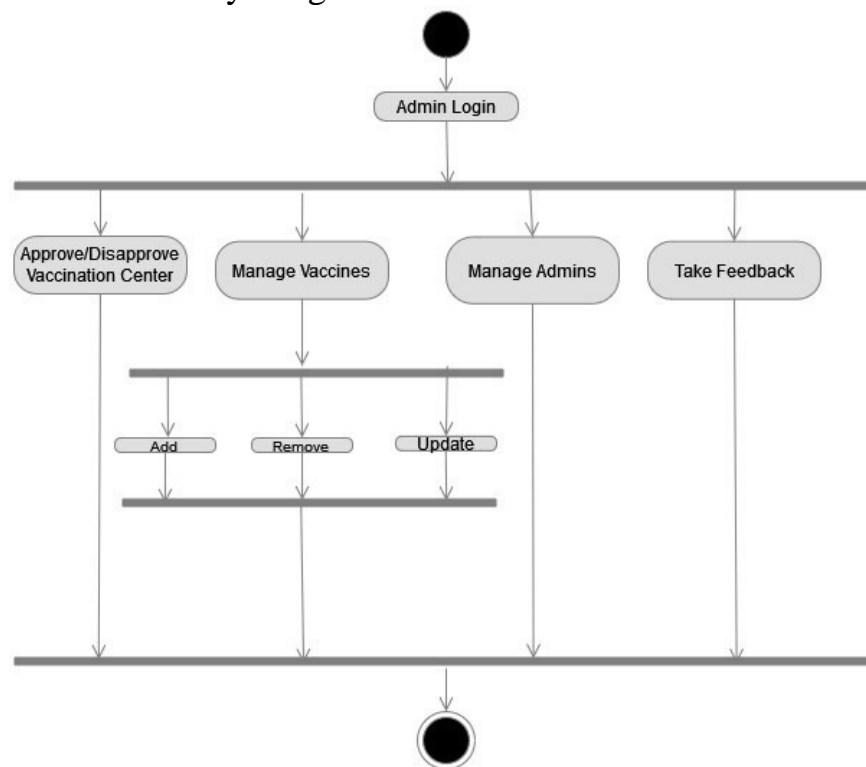 Admin Login
Approve/Disapprove
Vaccination Center
Manage Vaccines
Manage Admins
Take Feedback
Add
Remove
Update